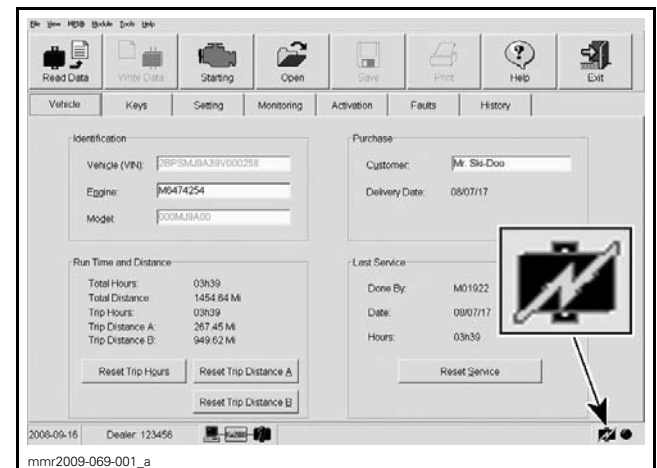 File View MPEM Module Tools Help
Read Data Write Data Starting Open Save Print Help Exit
Vehicle Keys Setting Monitoring Activation Faults History
Identification
Vehicle (VIN): 2BPSMJ9A39V000258
Engine: M6474254
Model: 000MJ9A00
Purchase
Customer: Mr. Ski-Doo
Delivery Date: 08/07/17
Run Time and Distance
Total Hours: 03h39
Total Distance 1454.64 Mi
Trip Hours: 03h39
Trip Distance A: 267.45 Mi
Trip Distance B: 949.62 Mi
Reset Trip Hours Reset Trip Distance A
Reset Trip Distance B
Last Service
Done By: M01922
Date: 08/07/17
Hours: 03h39
Reset Service
2008-09-16 Dealer: 123456
mmr2009-069-001_a